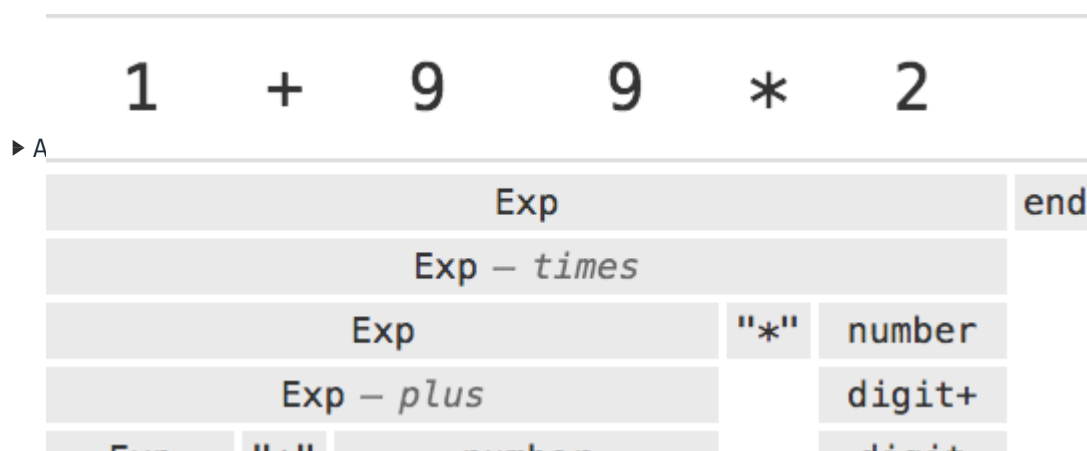 1 + 9 9 * 2
▶ A
Exp end
Exp – times
Exp "*" number
Exp – plus digit+